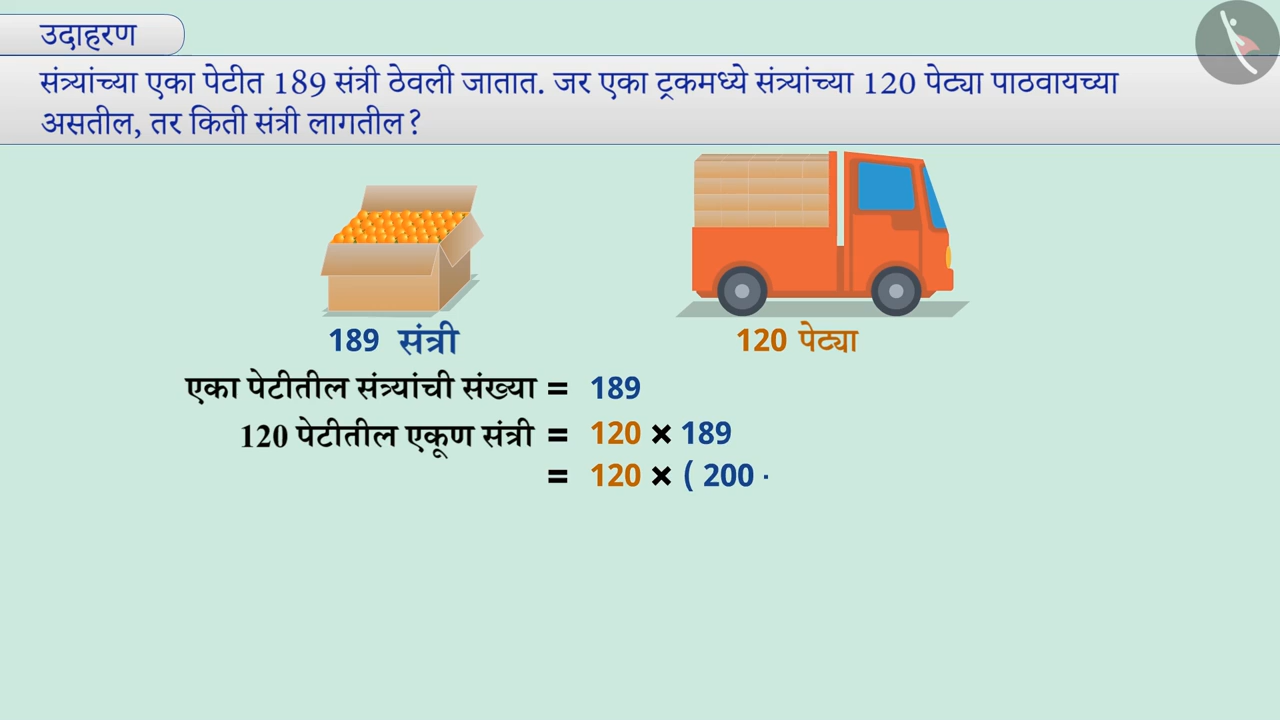 उदाहरण
संत्र्यांच्या एका पेटीत 189 संत्री ठेवली जातात. जर एका ट्रकमध्ये संत्र्यांच्या 120 पेट्या पाठवायच्या
असतील, तर किती संत्री लागतील?
189 संत्री
120 पेट्या
एका पेटीतील संत्र्यांची संख्या = 189
120 पेटीतील एकूण संत्री = 120 × 189
= 120 × ( 200 ·